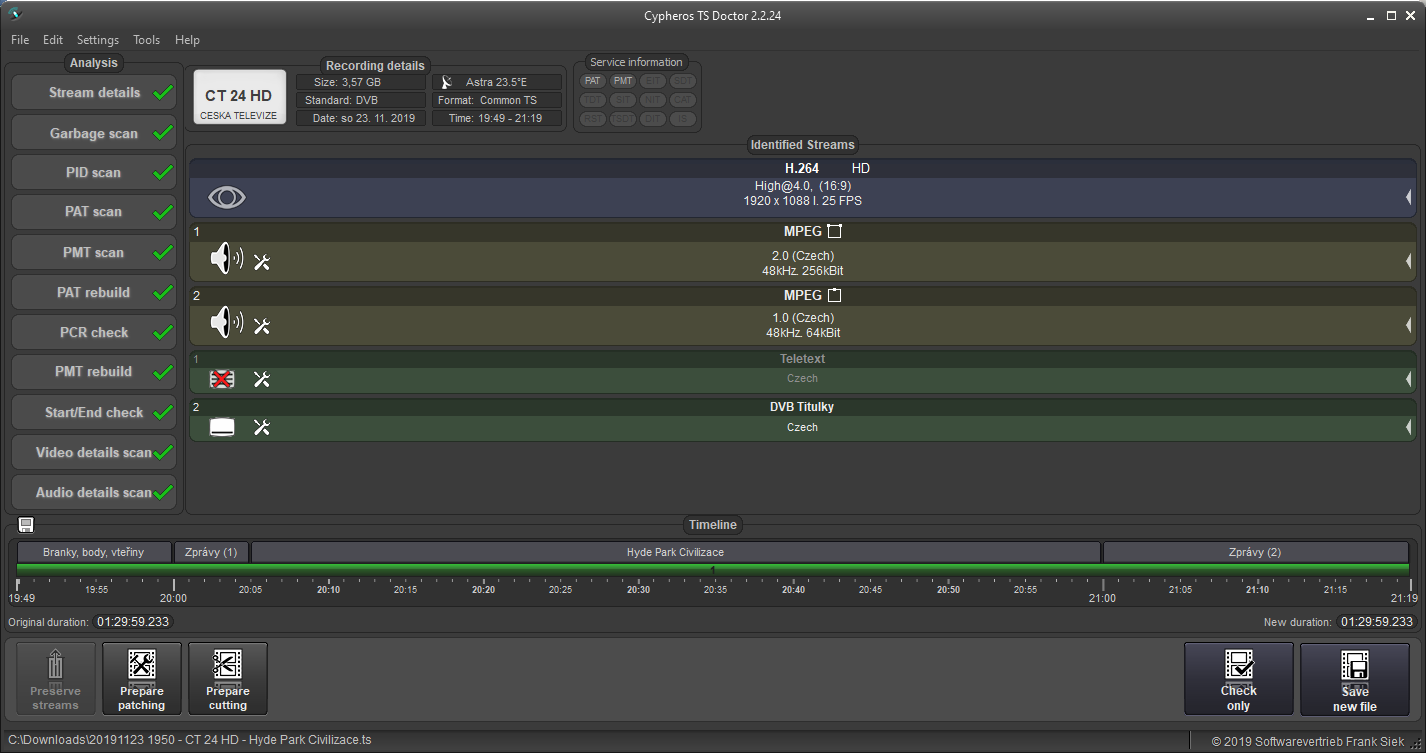 Cypheros TS Doctor 2.2.24
File Edit Settings Tools Help
Analysis
Stream details
Garbage scan
PID scan
PAT scan
PMT scan
PAT rebuild
PCR check
PMT rebuild
Start/End check
Video details scan
Audio details scan
Recording details
CT 24 HD
CESKA TELEVIZE
Size: 3,57 GB
Astra 23.5°E
Standard: DVB
Format: Common TS
Date: so 23. 11. 2019
Time: 19:49 - 21:19
Service information
PAT PMT EIT SDT
TDT SIT NIT CAT
RST TSDT DIT IS
Identified Streams
H.264 HD
High@4.0, (16:9)
1920 x 1088 I. 25 FPS
1 MPEG
2.0 (Czech)
48kHz. 256kBit
2 MPEG
1.0 (Czech)
48kHz. 64kBit
1 Teletext
Czech
2 DVB Titulky
Czech
Timeline
Branky, body, vteřiny Zprávy (1) Hyde Park Civilizace Zprávy (2)
1
19:49 19:55 20:00 20:05 20:10 20:15 20:20 20:25 20:30 20:35 20:40 20:45 20:50 20:55 21:00 21:05 21:10 21:15 21:19
Original duration: 01:29:59.233
New duration: 01:29:59.233
Preserve
streams
Prepare
patching
Prepare
cutting
Check
only
Save
new file
C:\Downloads\20191123 1950 - CT 24 HD - Hyde Park Civilizace.ts
© 2019 Softwarevertrieb Frank Siek